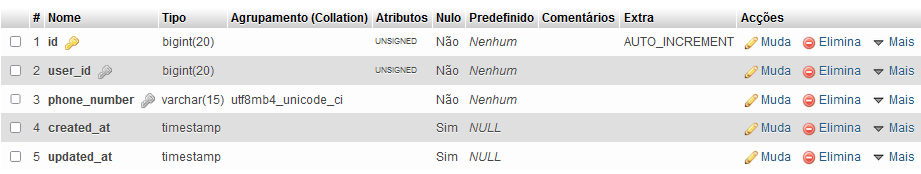 # Nome Tipo Agrupamento (Collation) Atributos Nulo Predefinido Comentários Extra Acções
1 id bigint(20) UNSIGNED Não Nenhum AUTO_INCREMENT Muda Elimina Mais
2 user_id bigint(20) UNSIGNED Não Nenhum Muda Elimina Mais
3 phone_number varchar(15) utf8mb4_unicode_ci Não Nenhum Muda Elimina Mais
4 created_at timestamp Sim NULL Muda Elimina Mais
5 updated_at timestamp Sim NULL Muda Elimina Mais